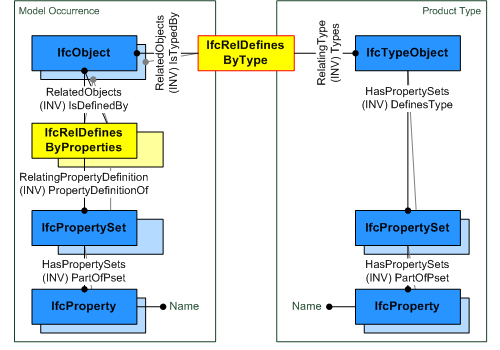 Model Occurrence
Product Type
IfcObject
RelatedObjects
(INV) IsTypedBy
IfcRelDefines
ByType
RelatingType
(INV) Types
IfcTypeObject
RelatedObjects
(INV) IsDefinedBy
HasPropertySets
(INV) DefinesType
IfcRelDefines
ByProperties
RelatingPropertyDefinition
(INV) PropertyDefinitionOf
IfcPropertySet
IfcPropertySet
HasPropertySets
(INV) PartOfPset
HasPropertySets
(INV) PartOfPset
IfcProperty
Name
Name
IfcProperty